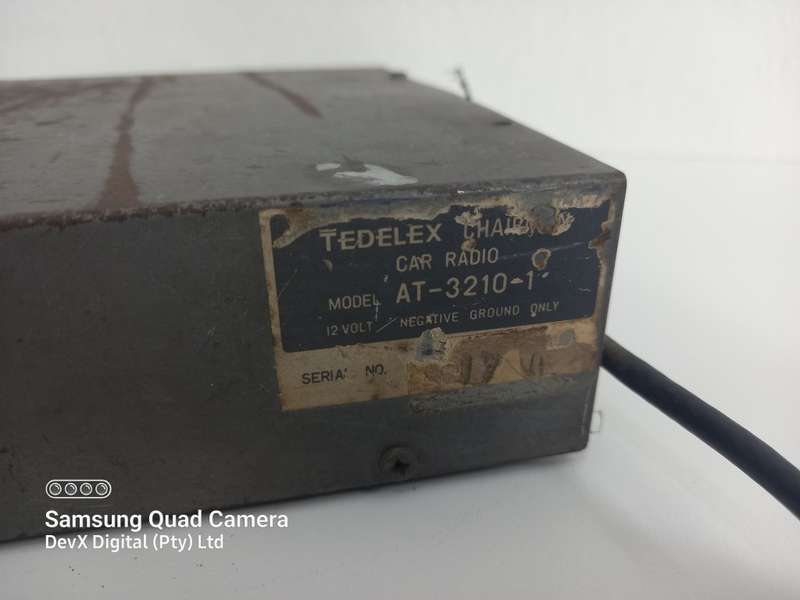 TEDELEX
CAR RADIO
MODEL AT-3210-1
12 VOLT NEGATIVE GROUND ONLY
SERIAL NO.
Samsung Quad Camera
DevX Digital (Pty) Ltd